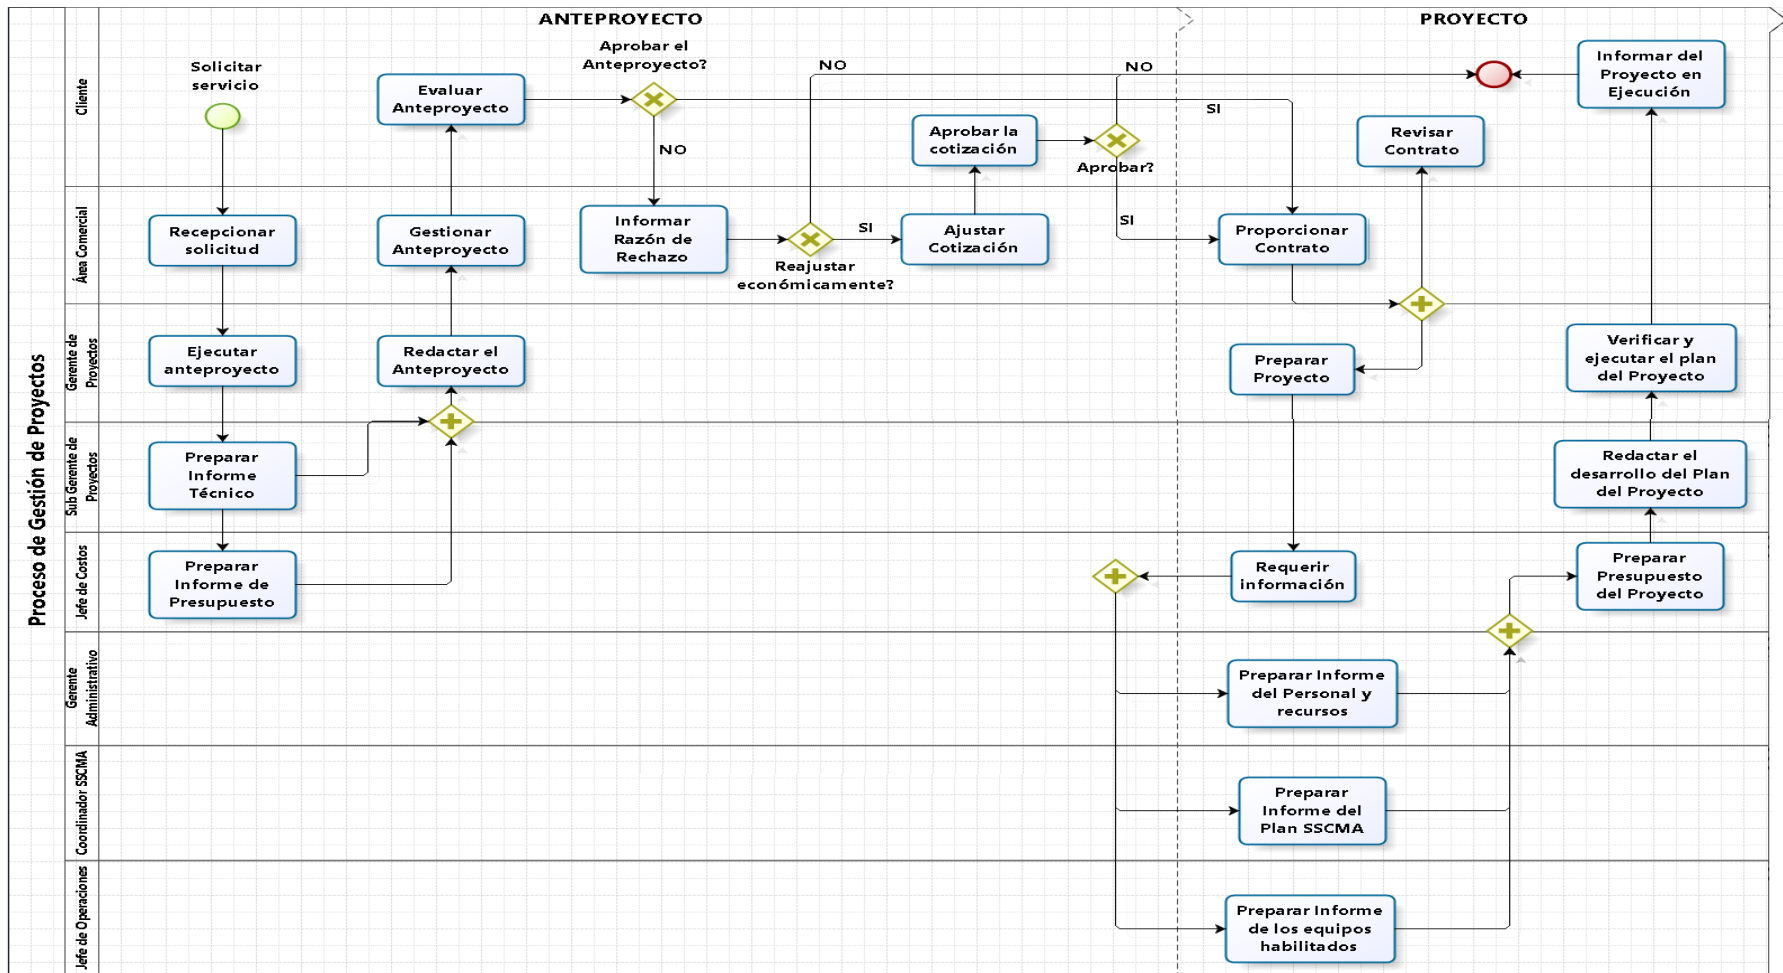 ANTEPROYECTO
PROYECTO
Proceso de Gestión de Proyectos
Cliente
Solicitar
servicio
Evaluar
Anteproyecto
Aprobar el
Anteproyecto?
NO
SI
NO
Aprobar la
cotización
NO
Aprobar?
SI
Revisar
Contrato
Informar del
Proyecto en
Ejecución
Área Comercial
Recepcionar
solicitud
Gestionar
Anteproyecto
Informar
Razón de
Rechazo
Reajustar
económicamente?
SI
Ajustar
Cotización
Proporcionar
Contrato
Gerente de
Proyectos
Ejecutar
anteproyecto
Redactar el
Anteproyecto
Preparar
Proyecto
Verificar y
ejecutar el plan
del Proyecto
Sub Gerente de
Proyectos
Preparar
Informe
Técnico
Redactar el
desarrollo del Plan
del Proyecto
Jefe de Costos
Preparar
Informe de
Presupuesto
Requerir
información
Preparar
Presupuesto
del Proyecto
Gerente
Administrativo
Preparar Informe
del Personal y
recursos
Coordinador SSCMA
Preparar
Informe del
Plan SSCMA
Jefe de Operaciones
Preparar Informe
de los equipos
habilitados